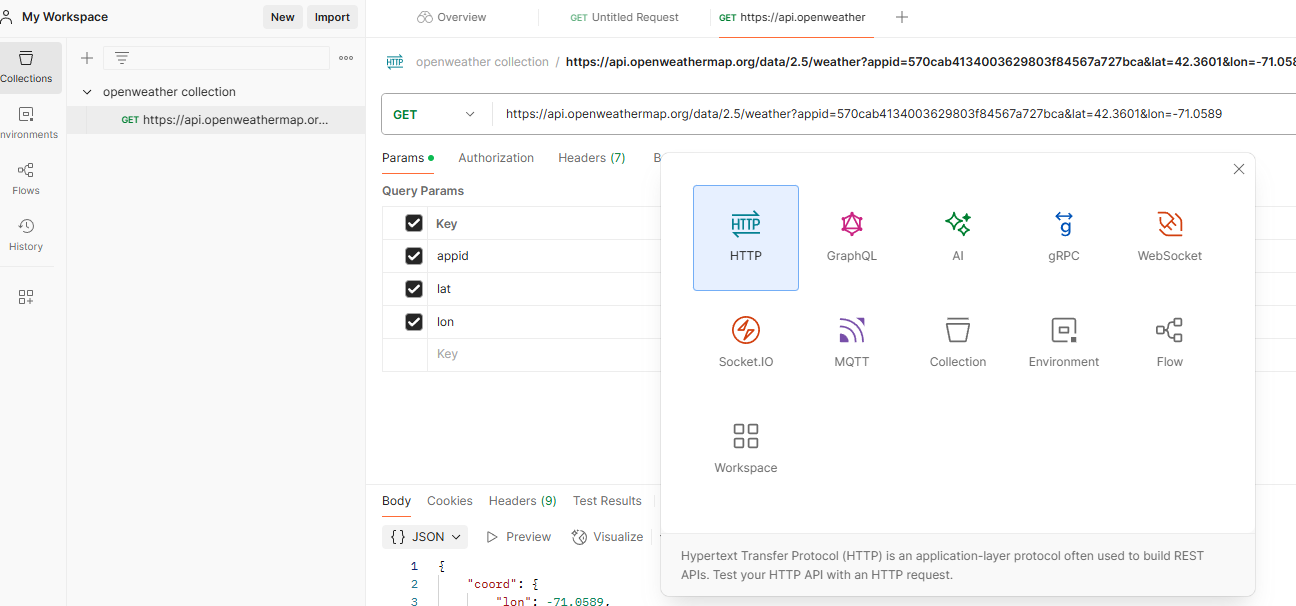 My Workspace
New
Import
Overview
GET Untitled Request
GET https://api.openweather
Collections
nvironments
Flows
History
openweather collection
GET https://api.openweathermap.or...
HTTP
openweather collection / https://api.openweathermap.org/data/2.5/weather?appid=570cab4134003629803f84567a727bca&lat=42.3601&lon=-71.058
GET
https://api.openweathermap.org/data/2.5/weather?appid=570cab4134003629803f84567a727bca&lat=42.3601&lon=-71.0589
Params
Authorization
Headers (7)
B
Query Params
Key
appid
lat
lon
Key
HTTP
HTTP
GraphQL
g
AI
gRPC
WebSocket
Socket.IO
MQTT
Collection
Environment
Flow
Workspace
Hypertext Transfer Protocol (HTTP) is an application-layer protocol often used to build REST
APIs. Test your HTTP API with an HTTP request.
Body
Cookies
Headers (9)
Test Results
{} JSON
Preview
Visualize
1 {
2 "coord": {
3 "lon": -71.0589,